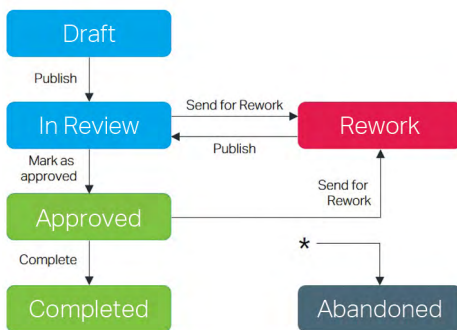 Draft
Publish
Send for Rework
In Review
Rework
Publish
Mark as
approved
Send for
Rework
Approved
*
Complete
Completed
Abandoned